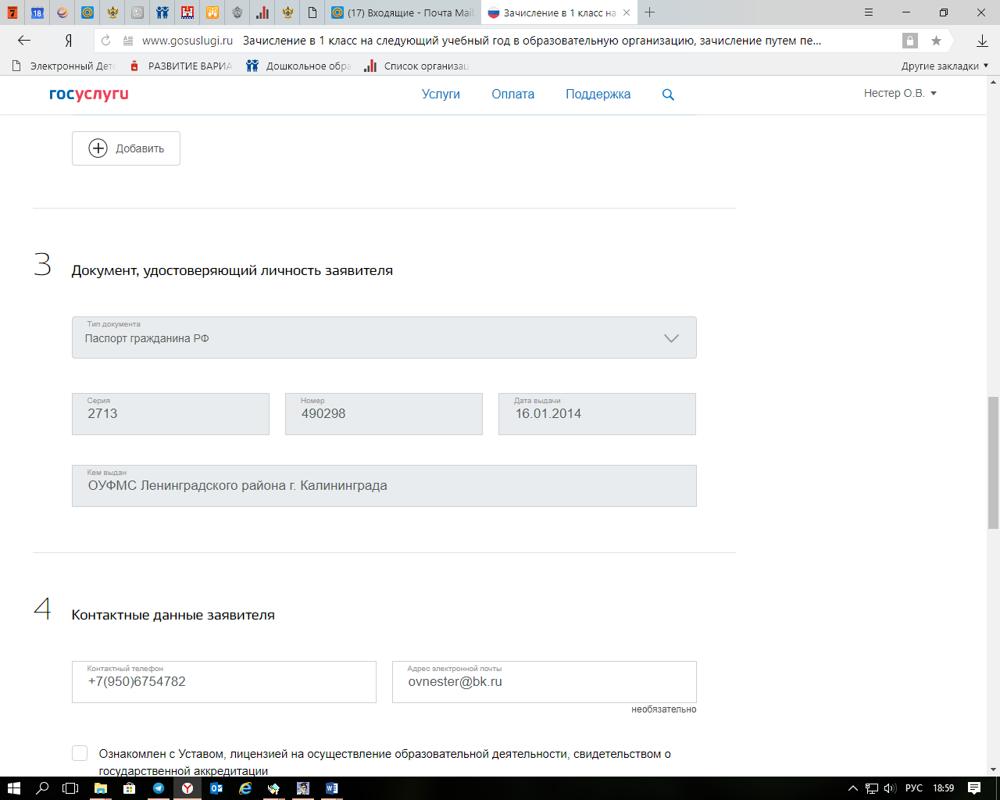 7
18
(17) Входящие - Почта Mail.
Зачисление в 1 класс на
Я
www.gosuslugi.ru Зачисление в 1 класс на следующий учебный год в образовательную организацию, зачисление путем пе...
Электронный Дет
РАЗВИТИЕ ВАРИА
Дошкольное обра
Список организац
Другие закладки
госуслуги
Услуги
Оплата
Поддержка
Нестер О.В.
Добавить
3
Документ, удостоверяющий личность заявителя
Тип документа
Паспорт гражданина РФ
Серия
2713
Номер
490298
Дата выдачи
16.01.2014
Кем выдан
ОУФМС Ленинградского района г. Калининграда
4
Контактные данные заявителя
Контактный телефон
+7(950)6754782
Адрес электронной почты
ovnester@bk.ru
необязательно
Ознакомлен с Уставом, лицензией на осуществление образовательной деятельности, свидетельством о
государственной аккредитации
РУС
18:59